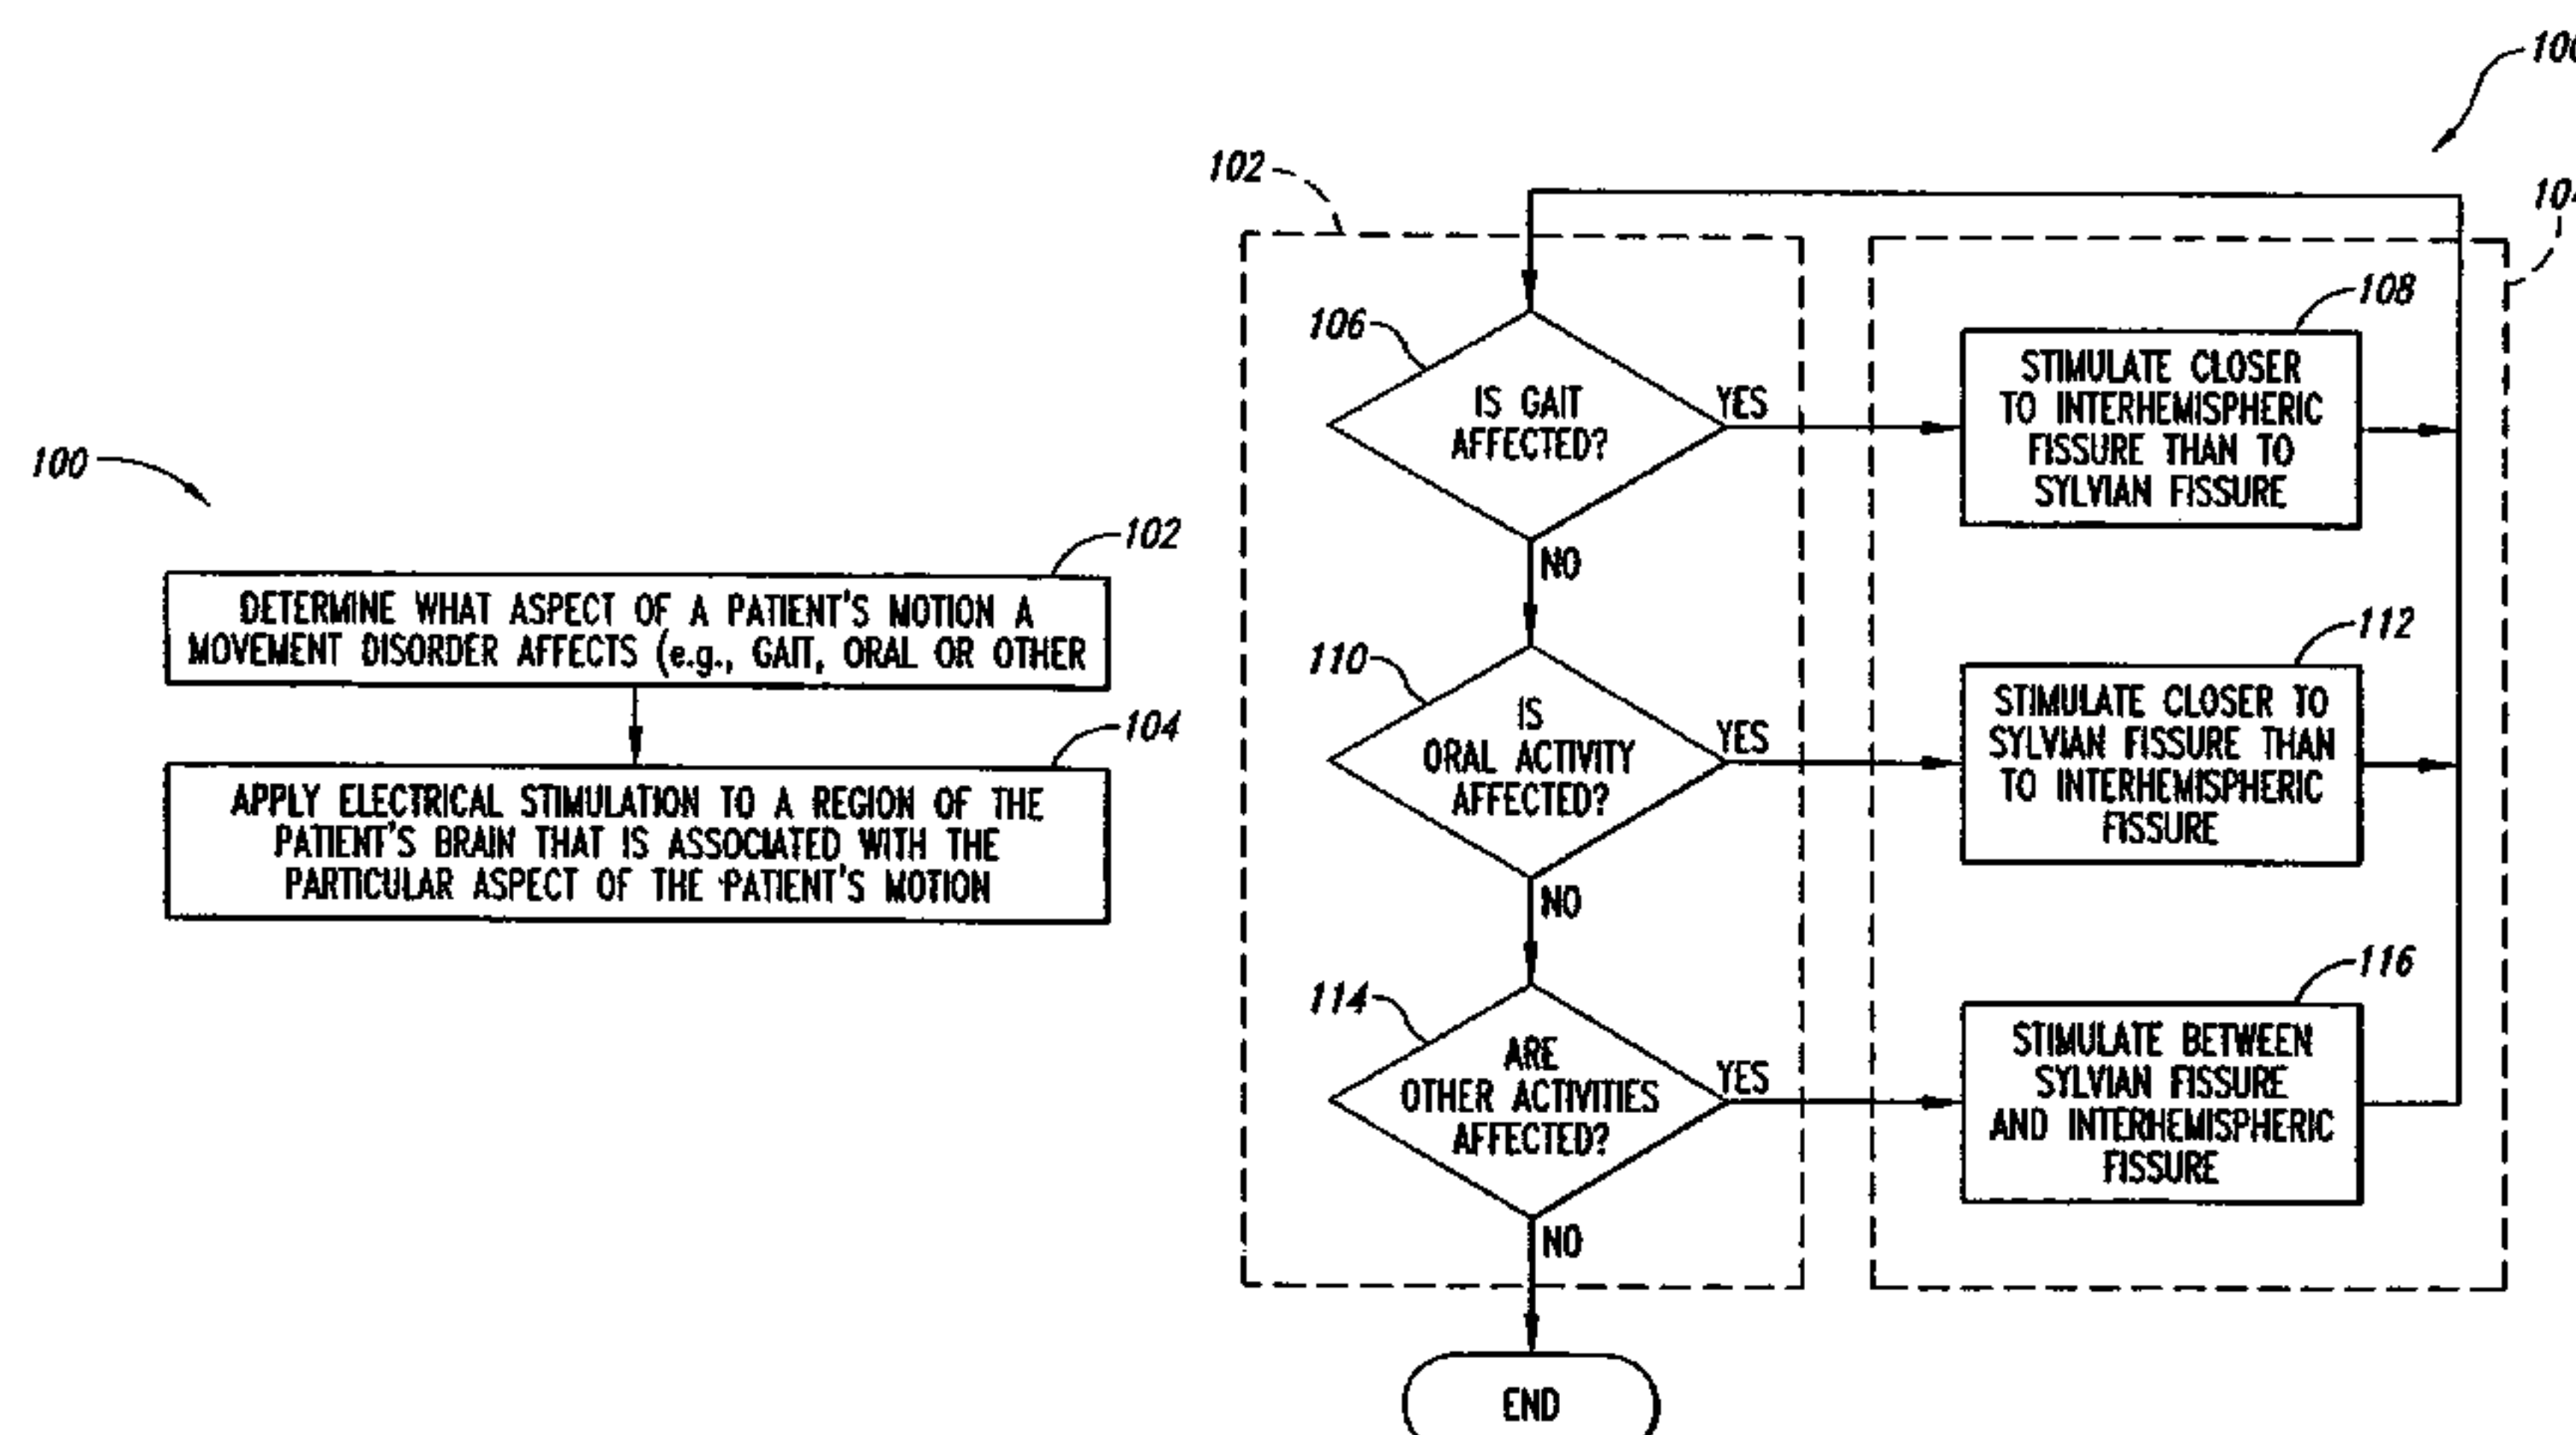 100
102
DETERMINE WHAT ASPECT OF A PATIENT'S MOTION A
MOVEMENT DISORDER AFFECTS (e.g., GAIT, ORAL OR OTHER
104
APPLY ELECTRICAL STIMULATION TO A REGION OF THE
PATIENT'S BRAIN THAT IS ASSOCIATED WITH THE
PARTICULAR ASPECT OF THE PATIENT'S MOTION
102
106
IS GAIT
AFFECTED?
YES
NO
108
STIMULATE CLOSER
TO INTERHEMISPHERIC
FISSURE THAN TO
SYLVIAN FISSURE
110
IS
ORAL ACTIVITY
AFFECTED?
YES
NO
112
STIMULATE CLOSER TO
SYLVIAN FISSURE THAN
TO INTERHEMISPHERIC
FISSURE
114
ARE
OTHER ACTIVITIES
AFFECTED?
YES
NO
116
STIMULATE BETWEEN
SYLVIAN FISSURE
AND INTERHEMISPHERIC
FISSURE
END